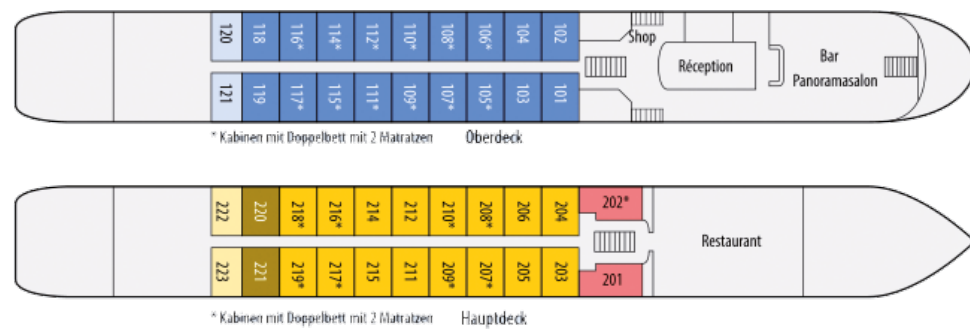 120 118 116* 114* 112* 110* 108* 106* 104 102
Shop
Réception
Bar
Panoramasalon
121 119 117* 115* 111* 109* 107* 105* 103 101
* Kabinen mit Doppelbett mit 2 Matratzen Oberdeck
222 220 218* 216* 214 212 210* 208* 206 204 202*
Restaurant
223 221 219* 217* 215 211 209* 207* 205 203 201
* Kabinen mit Doppelbett mit 2 Matratzen Hauptdeck